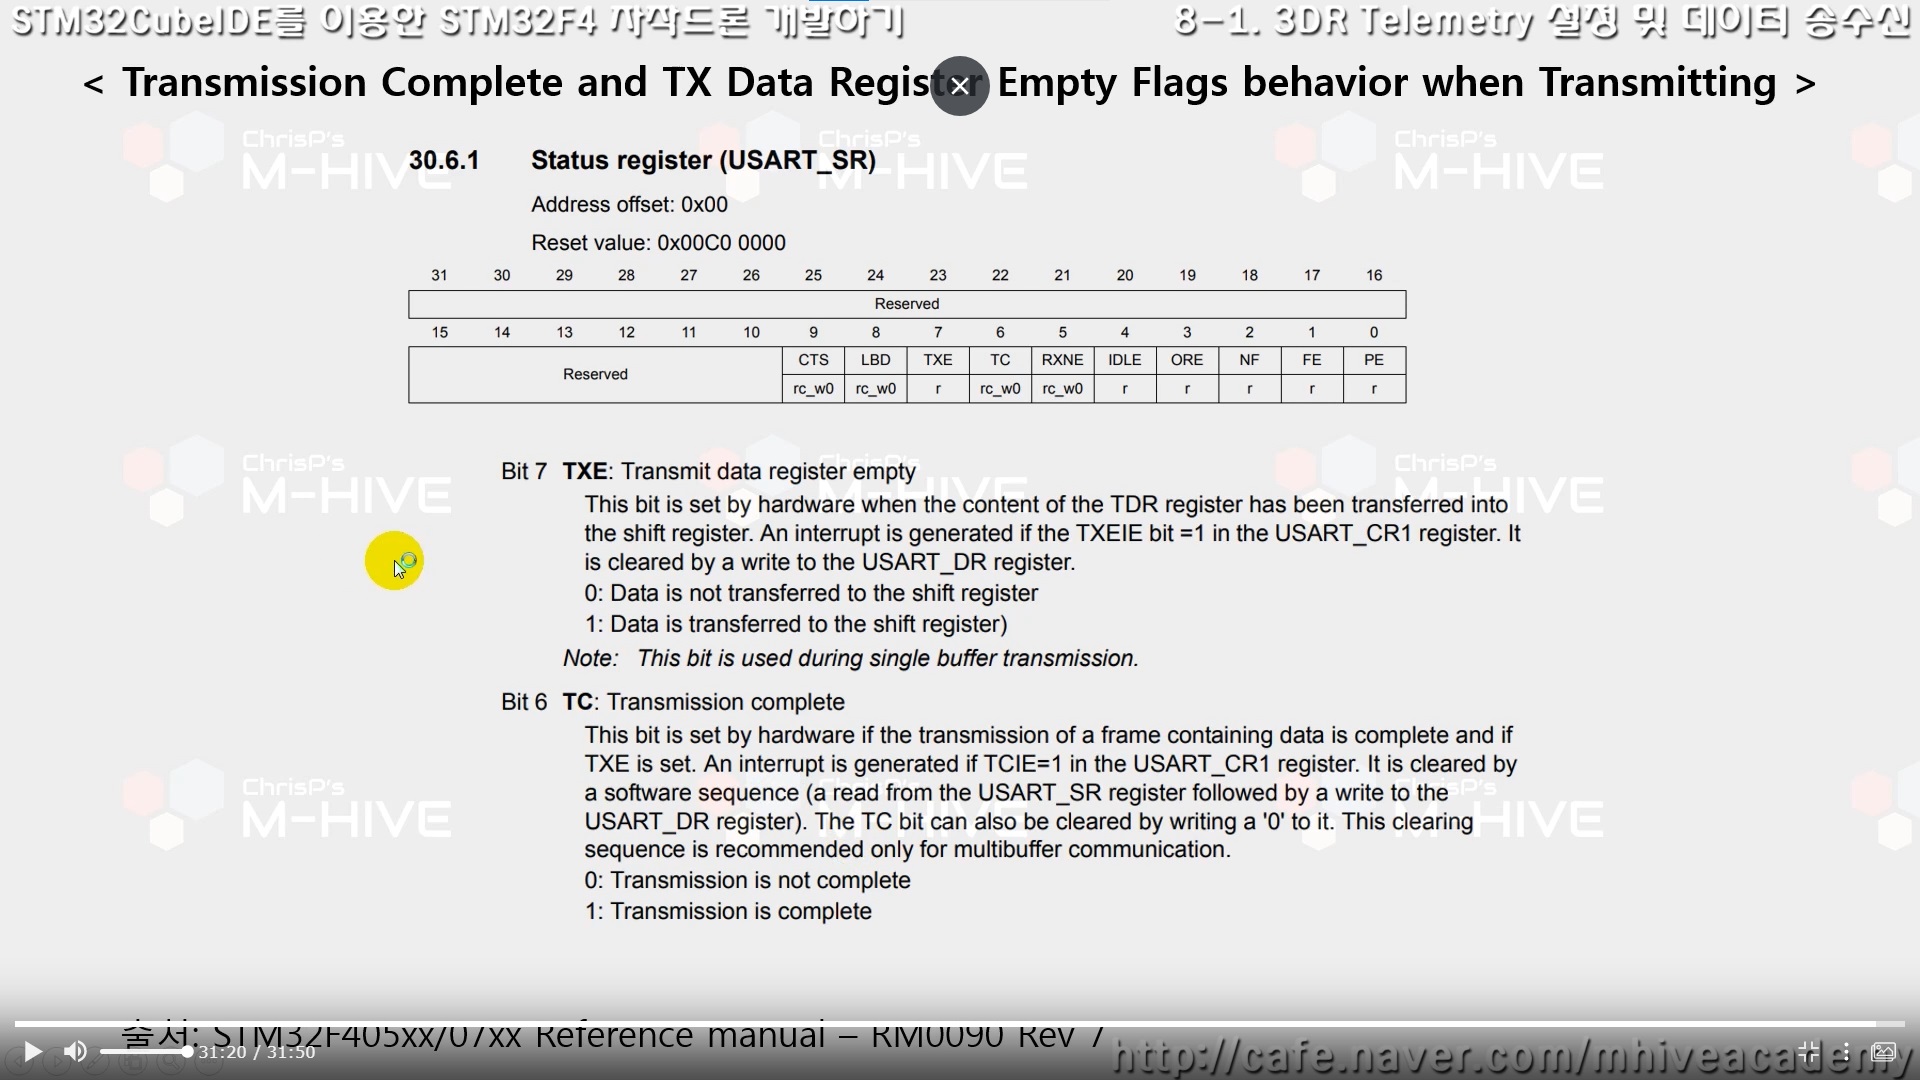 STM32CubeIDE를 이용한 STM32F4 자작드론 개발하기
8-1. 3DR Telemetry 설정 및 데이터 송수신
< Transmission Complete and TX Data Register Empty Flags behavior when Transmitting >
30.6.1 Status register (USART_SR)
Address offset: 0x00
Reset value: 0x00C0 0000
31 30 29 28 27 26 25 24 23 22 21 20 19 18 17 16
Reserved
15 14 13 12 11 10 9 8 7 6 5 4 3 2 1 0
Reserved CTS LBD TXE TC RXNE IDLE ORE NF FE PE
rc_w0 rc_w0 r rc_w0 rc_w0 r r r r r
Bit 7 TXE: Transmit data register empty
This bit is set by hardware when the content of the TDR register has been transferred into
the shift register. An interrupt is generated if the TXEIE bit =1 in the USART_CR1 register. It
is cleared by a write to the USART_DR register.
0: Data is not transferred to the shift register
1: Data is transferred to the shift register)
Note: This bit is used during single buffer transmission.
Bit 6 TC: Transmission complete
This bit is set by hardware if the transmission of a frame containing data is complete and if
TXE is set. An interrupt is generated if TCIE=1 in the USART_CR1 register. It is cleared by
a software sequence (a read from the USART_SR register followed by a write to the
USART_DR register). The TC bit can also be cleared by writing a '0' to it. This clearing
sequence is recommended only for multibuffer communication.
0: Transmission is not complete
1: Transmission is complete
출처: STM32F405xx/07xx Reference manual – RM0090 Rev 7
31:20 / 31:50
http://cafe.naver.com/mhiveacademy
ChrisP's
M-HIVE
ChrisP's
M-HIVE
ChrisP's
M-HIVE
ChrisP's
M-HIVE
ChrisP's
M-HIVE
ChrisP's
M-HIVE
ChrisP's
M-HIVE